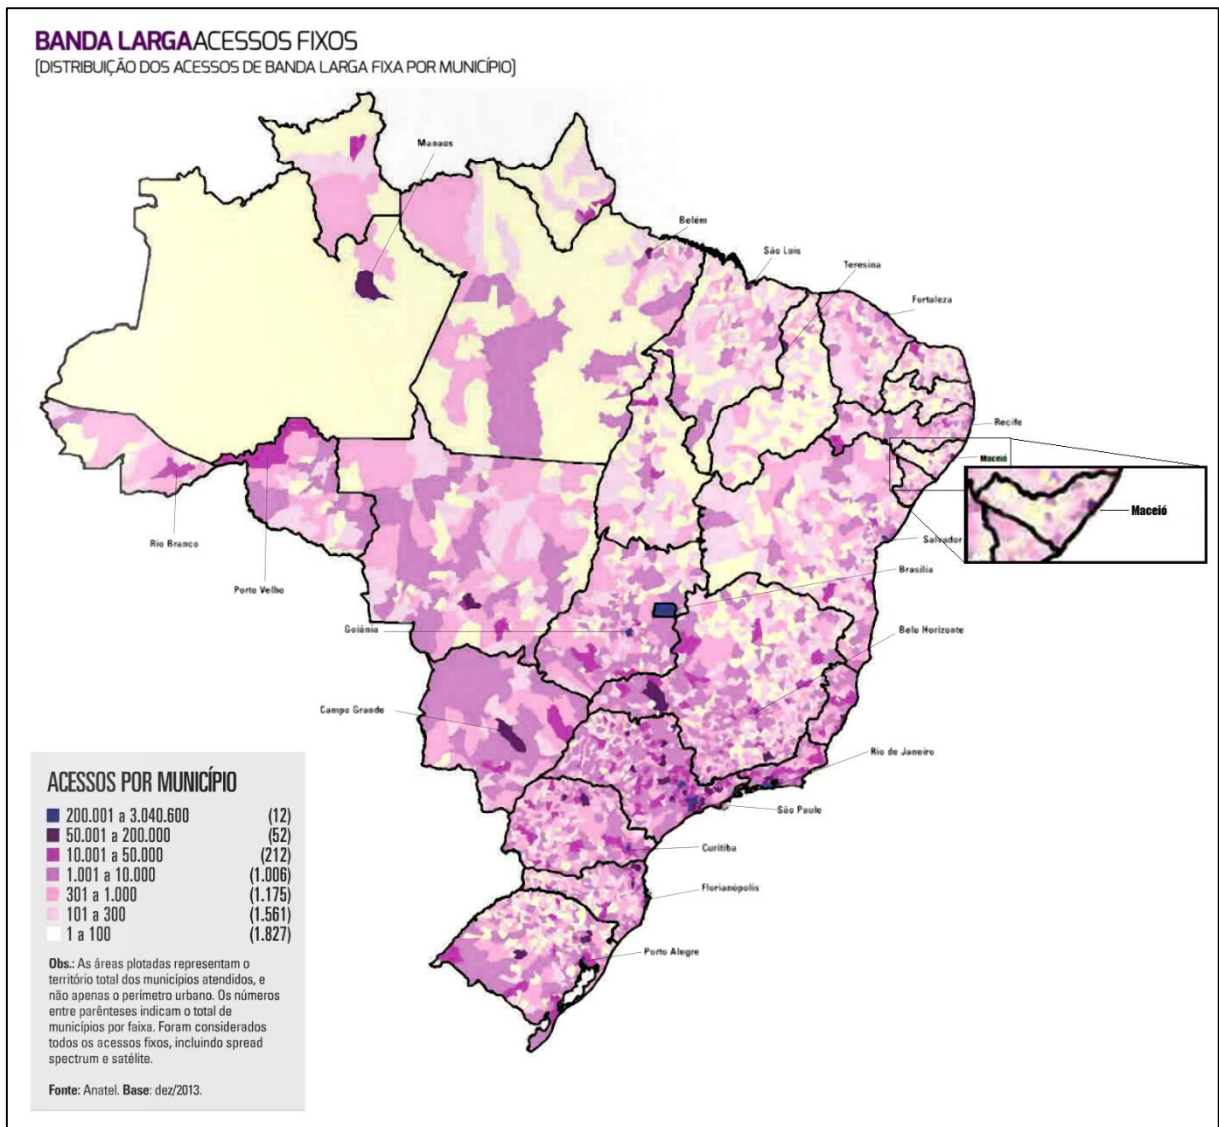 BANDA LARGA ACESSOS FIXOS
[DISTRIBUIÇÃO DOS ACESSOS DE BANDA LARGA FIXA POR MUNICÍPIO]
Manaus
Belém
São Luis
Teresina
Fortaleza
Recife
Maceió
Maceió
Salvador
Rio Branco
Porto Velho
Brasília
Goiânia
Belo Horizonte
Campo Grande
Rio de Janeiro
São Paulo
Curitiba
Florianópolis
Porto Alegre
ACESSOS POR MUNICÍPIO
200.001 a 3.040.600 (12)
50.001 a 200.000 (52)
10.001 a 50.000 (212)
1.001 a 10.000 (1.006)
301 a 1.000 (1.175)
101 a 300 (1.561)
1 a 100 (1.827)
Obs.: As áreas plotadas representam o
território total dos municípios atendidos, e
não apenas o perímetro urbano. Os números
entre parênteses indicam o total de
municípios por faixa. Foram considerados
todos os acessos fixos, incluindo spread
spectrum e satélite.
Fonte: Anatel. Base: dez/2013.